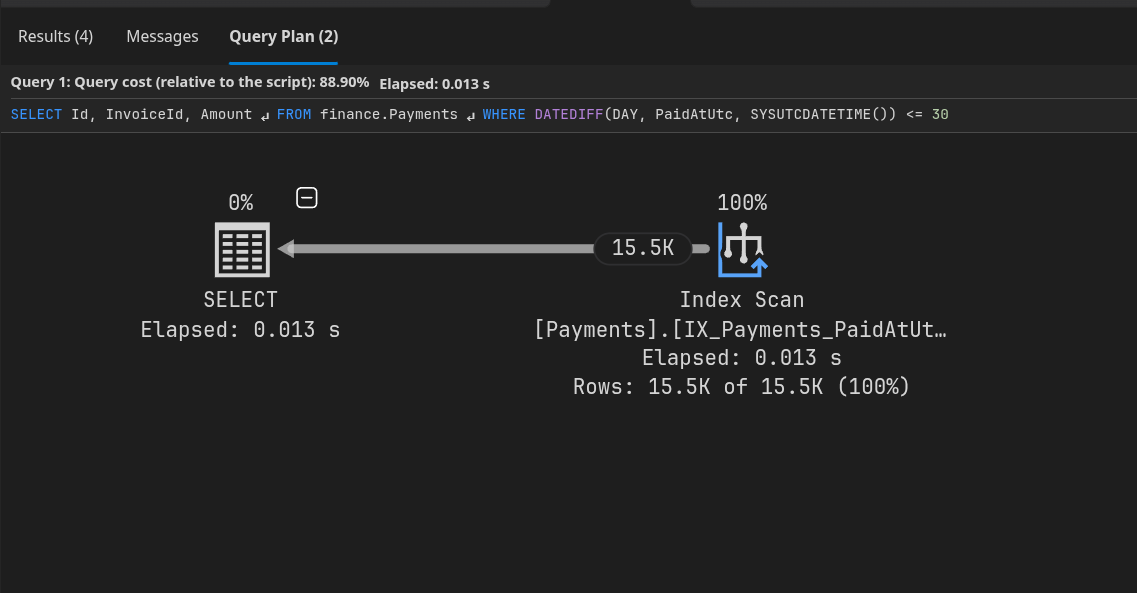 Results (4) Messages Query Plan (2)
Query 1: Query cost (relative to the script): 88.90% Elapsed: 0.013 s
SELECT Id, InvoiceId, Amount ↵ FROM finance.Payments ↵ WHERE DATEDIFF(DAY, PaidAtUtc, SYSUTCDATETIME()) <= 30
0%
100%
15.5K
SELECT
Elapsed: 0.013 s
Index Scan
[Payments].[IX_Payments_PaidAtUt…
Elapsed: 0.013 s
Rows: 15.5K of 15.5K (100%)